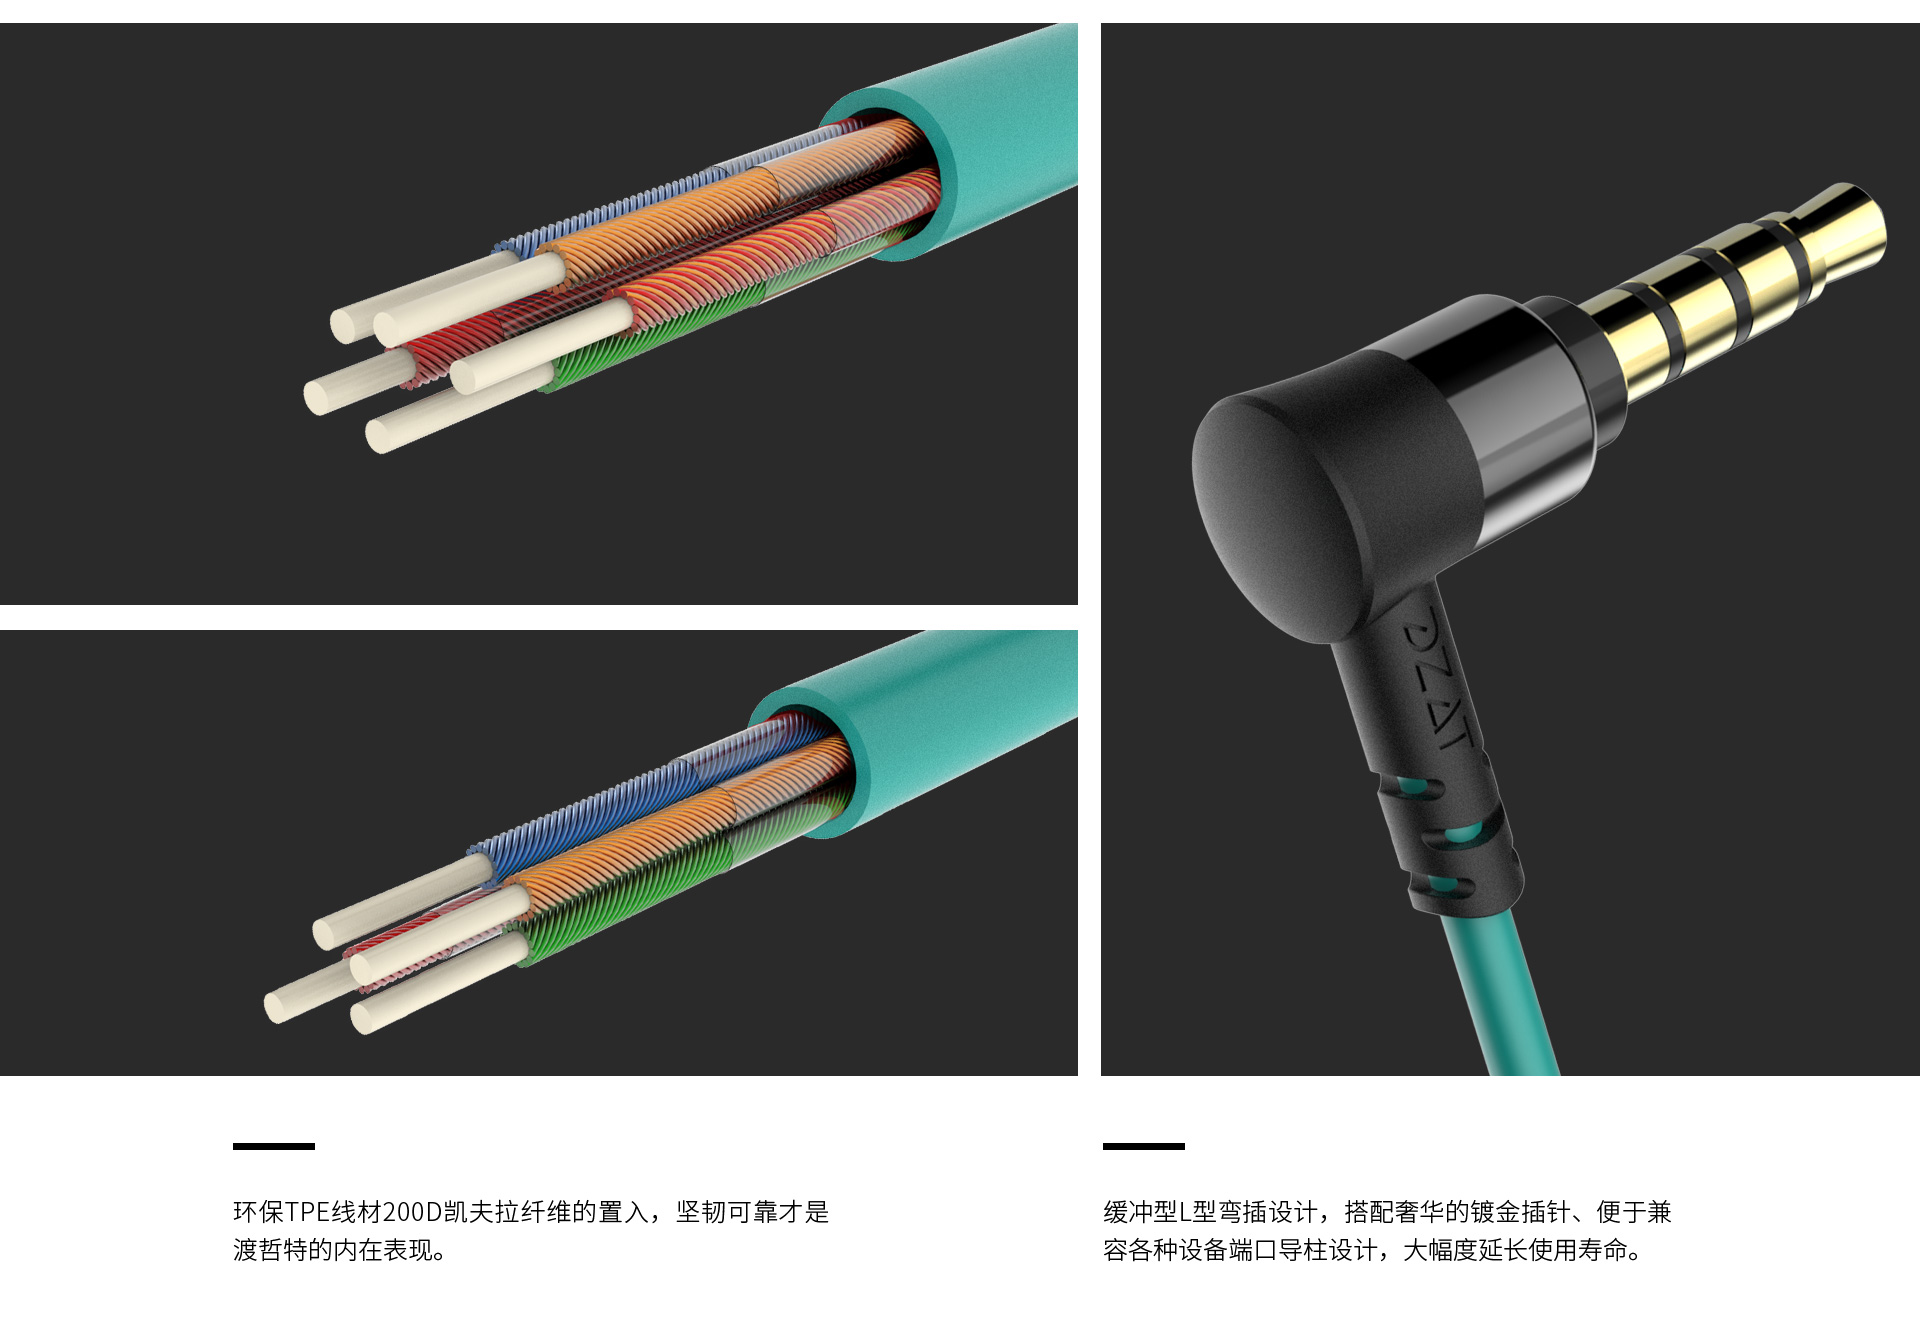 DZAT
环保TPE线材200D凯夫拉纤维的置入，坚韧可靠才是
渡哲特的内在表现。
缓冲型L型弯插设计，搭配奢华的镀金插针、便于兼
容各种设备端口导柱设计，大幅度延长使用寿命。